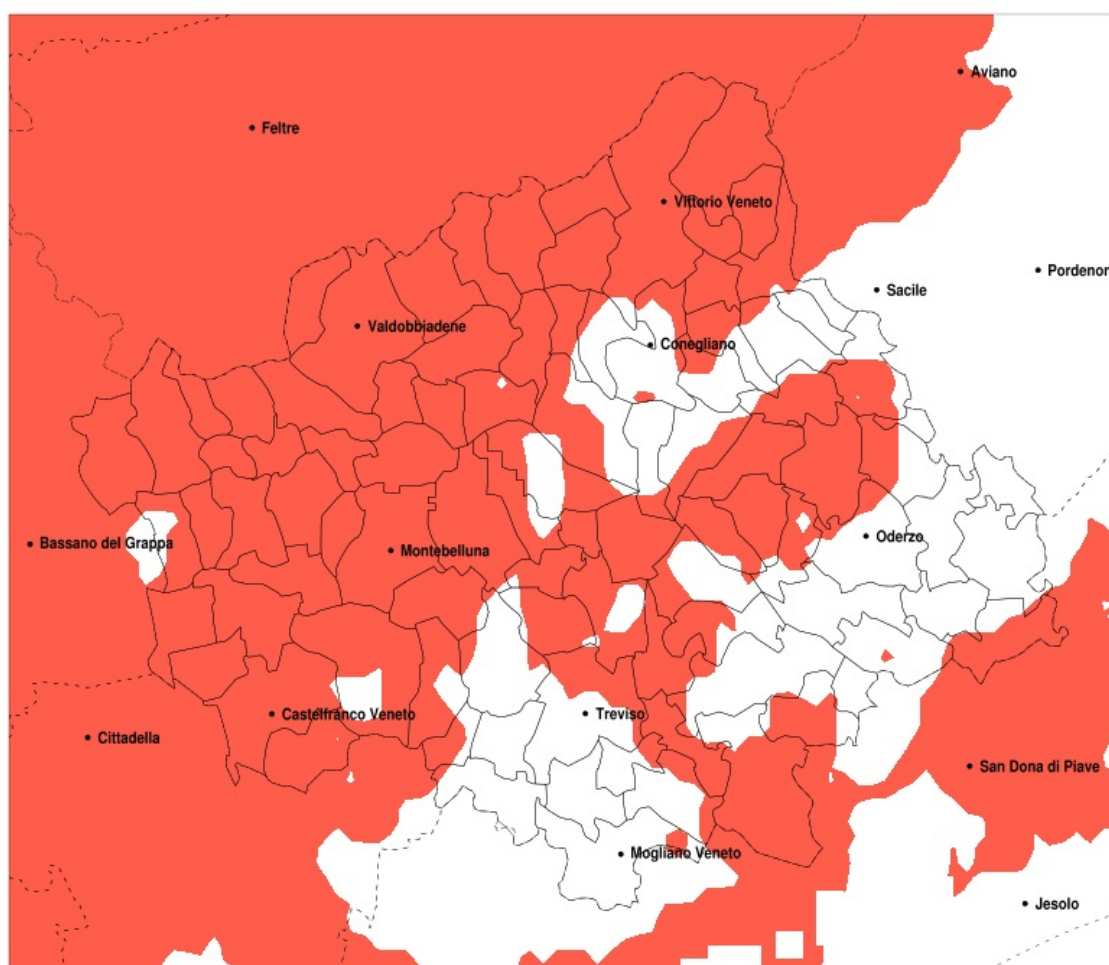 Aviano
Feltre
Vittorio Veneto
Pordenon
Sacile
Valdobbiadene
Conegliano
Oderzo
Bassano del Grappa
Montebelluna
Castelfranco Veneto
Treviso
Cittadella
San Dona di Piave
Mogliano Veneto
Jesolo